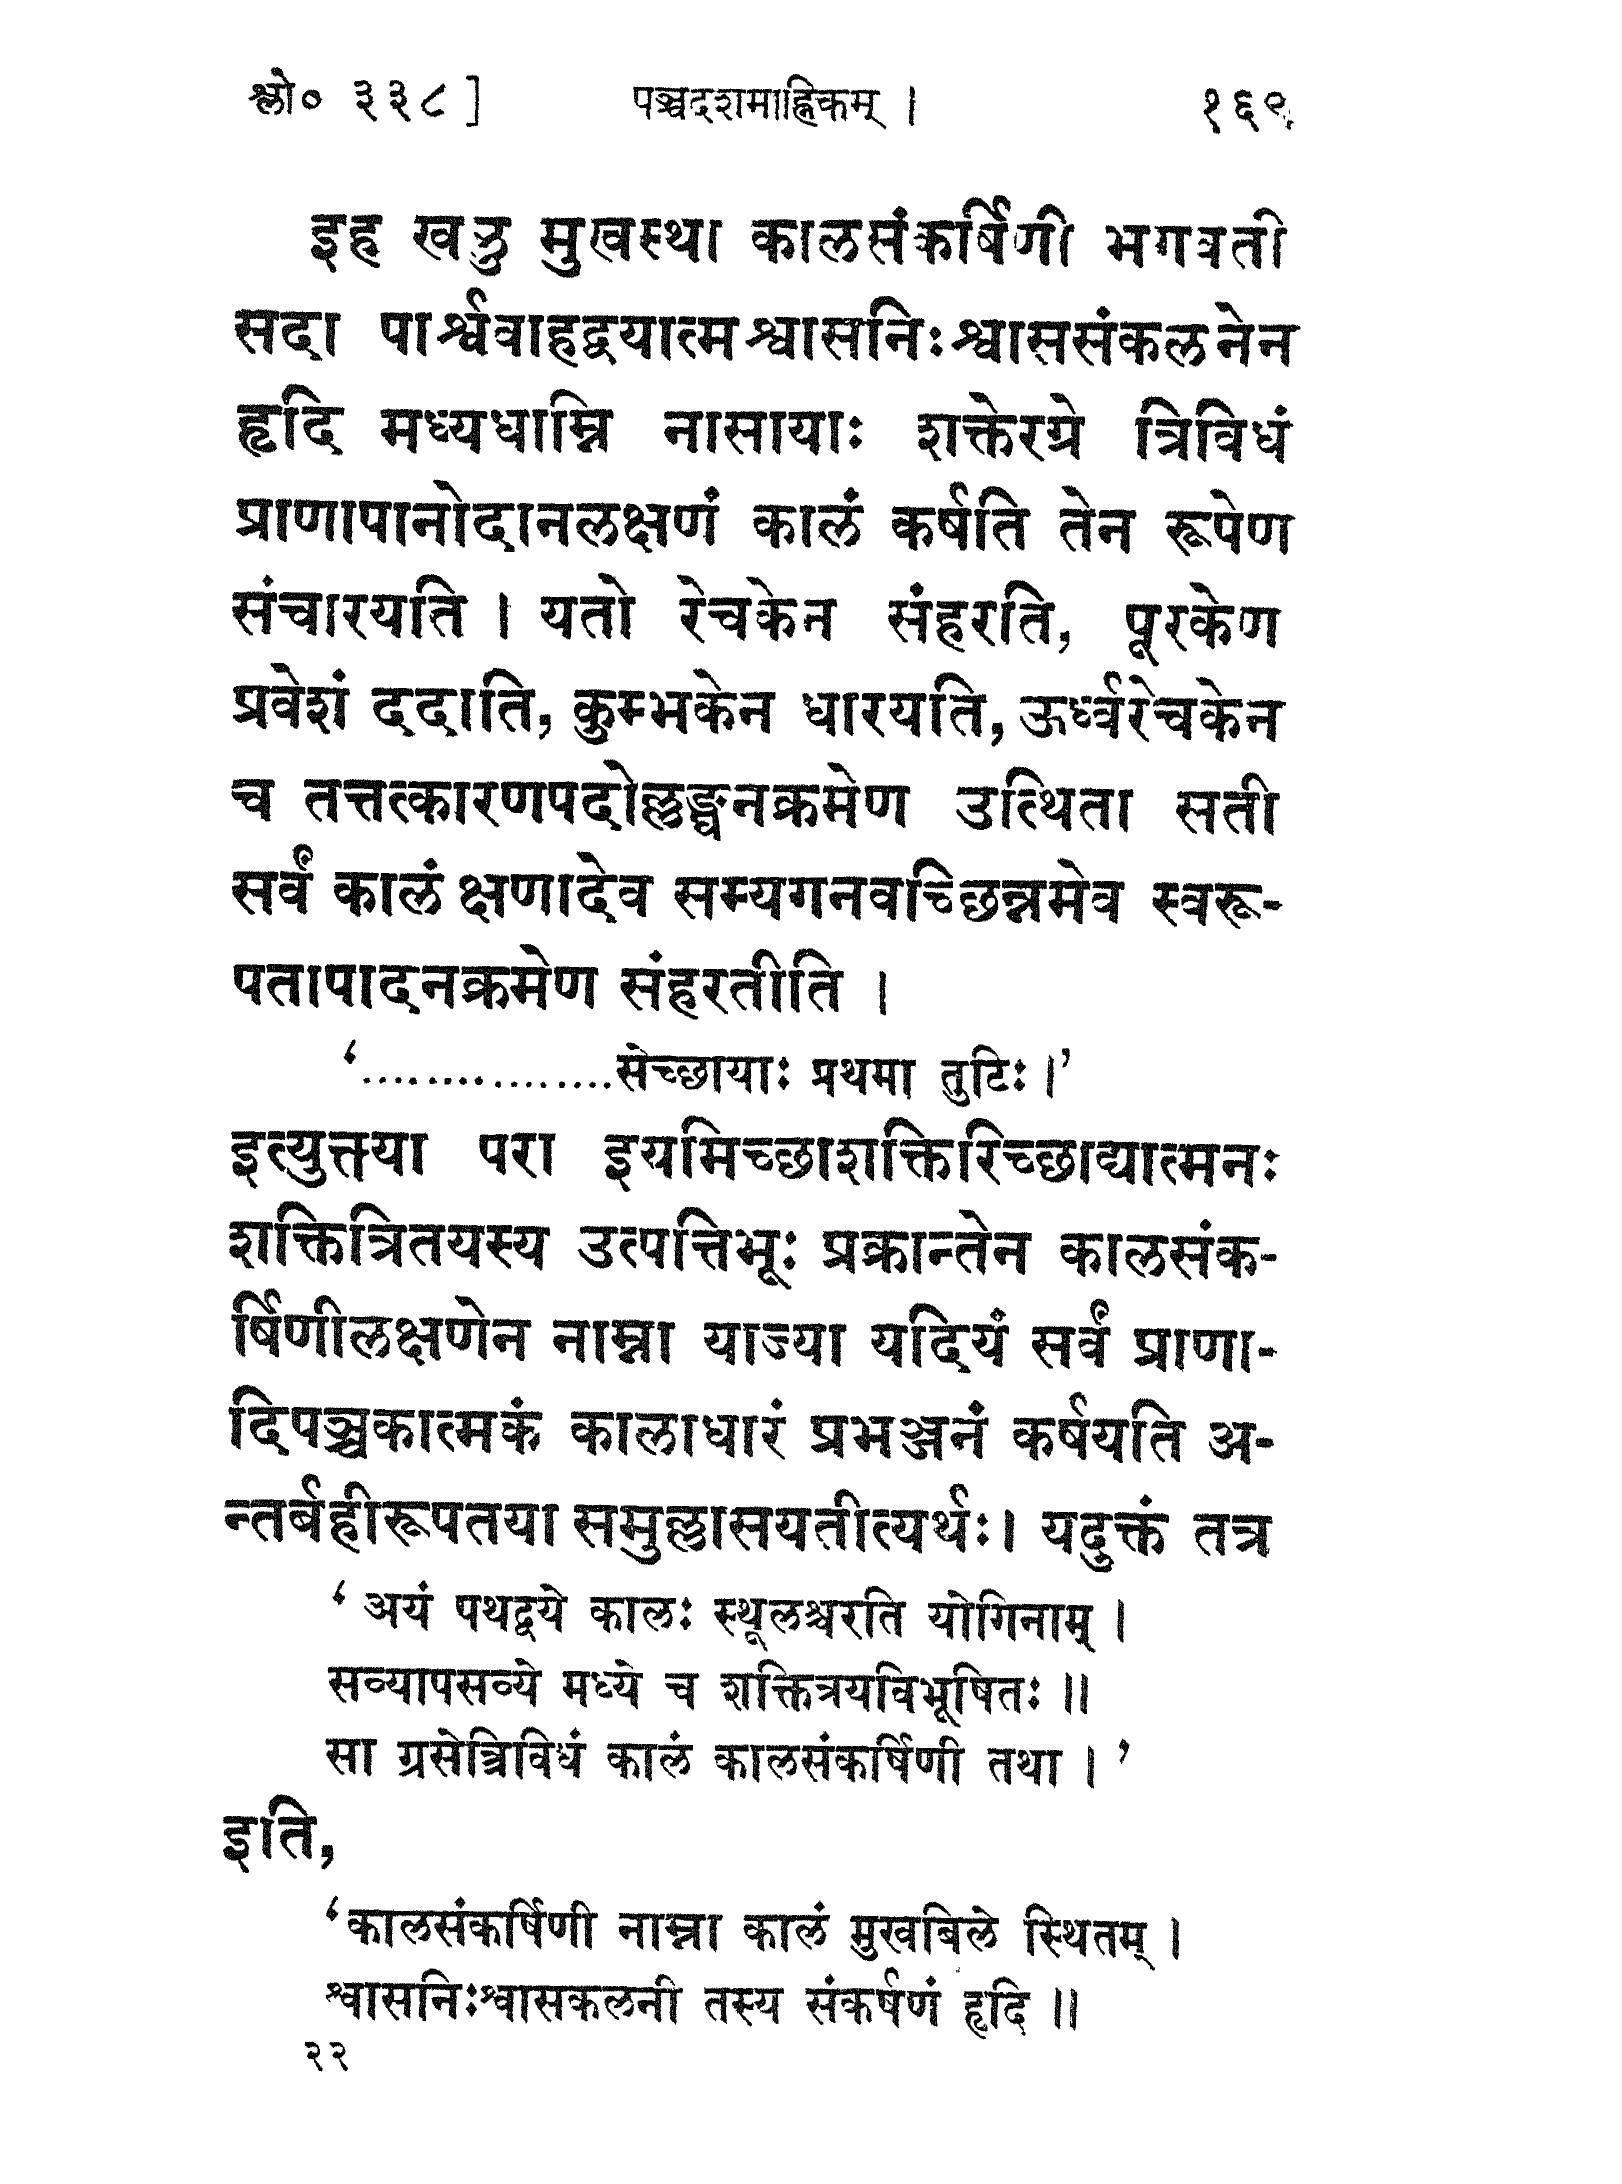 श्लो० ३३८] पञ्चदशमाह्निकम् । १६९
इह खलु मुखस्था कालसंकर्षिणी भगवती
सदा पार्श्ववाहद्वयात्मश्वासनिःश्वाससंकलनेन
हृदि मध्यधाम्नि नासायाः शक्तेरग्रे त्रिविधं
प्राणापानोदानलक्षणं कालं कर्षति तेन रूपेण
संचारयति । यतो रेचकेन संहरति, पूरकेण
प्रवेशं ददाति, कुम्भकेन धारयति, ऊर्ध्वरेचकेन
च तत्तत्कारणपदोल्लङ्घनक्रमेण उत्थिता सती
सर्वं कालं क्षणादेव सम्यगनवच्छिन्नमेव स्वरू-
पतापादनक्रमेण संहरतीति ।
‘................सेच्छायाः प्रथमा तुटिः ।’
इत्युक्तया परा इयमिच्छाशक्तिरिच्छाद्यात्मनः
शक्तित्रितयस्य उत्पत्तिभूः प्रक्रान्तेन कालसंक-
र्षिणीलक्षणेन नाम्ना याज्या यदियं सर्वं प्राणा-
दिपञ्चकात्मकं कालाधारं प्रभञ्जनं कर्षयति अ-
न्तर्बहीरूपतया समुल्लासयतीत्यर्थः । यदुक्तं तत्र
‘ अयं पथद्वये कालः स्थूलश्चरति योगिनाम् ।
सव्यापसव्ये मध्ये च शक्तित्रयविभूषितः ॥
सा ग्रसेत्त्रिविधं कालं कालसंकर्षिणी तथा । ’
इति,
‘कालसंकर्षिणी नाम्ना कालं मुखबिले स्थितम् ।
श्वासनिःश्वासकलनी तस्य संकर्षणं हृदि ॥
२२